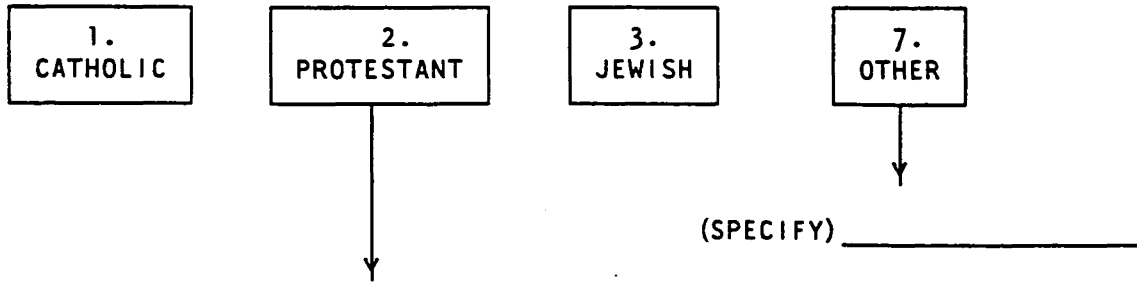 1.
CATHOLIC
2.
PROTESTANT
3.
JEWISH
7.
OTHER
(SPECIFY)